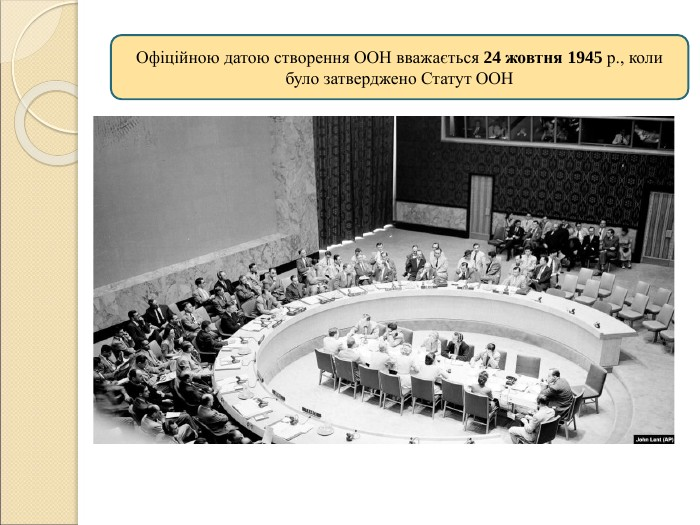 Офіційною датою створення ООН вважається 24 жовтня 1945 р., коли
було затверджено Статут ООН
John Lent (AP)